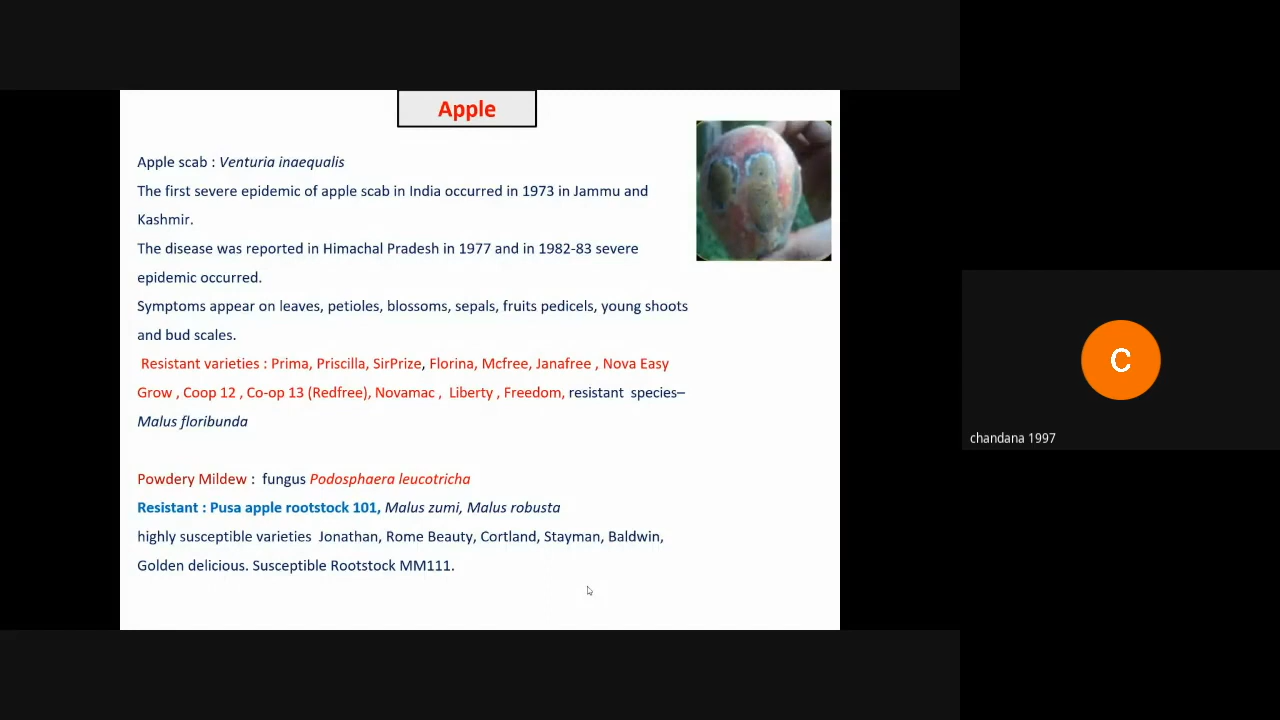 Apple
Apple scab : Venturia inaequalis
The first severe epidemic of apple scab in India occurred in 1973 in Jammu and
Kashmir.
The disease was reported in Himachal Pradesh in 1977 and in 1982-83 severe
epidemic occurred.
Symptoms appear on leaves, petioles, blossoms, sepals, fruits pedicels, young shoots
and bud scales.
Resistant varieties : Prima, Priscilla, SirPrize, Florina, Mcfree, Janafree , Nova Easy
Grow , Coop 12 , Co-op 13 (Redfree), Novamac , Liberty , Freedom, resistant species–
Malus floribunda
Powdery Mildew : fungus Podosphaera leucotricha
Resistant : Pusa apple rootstock 101, Malus zumi, Malus robusta
highly susceptible varieties Jonathan, Rome Beauty, Cortland, Stayman, Baldwin,
Golden delicious. Susceptible Rootstock MM111.
C
chandana 1997